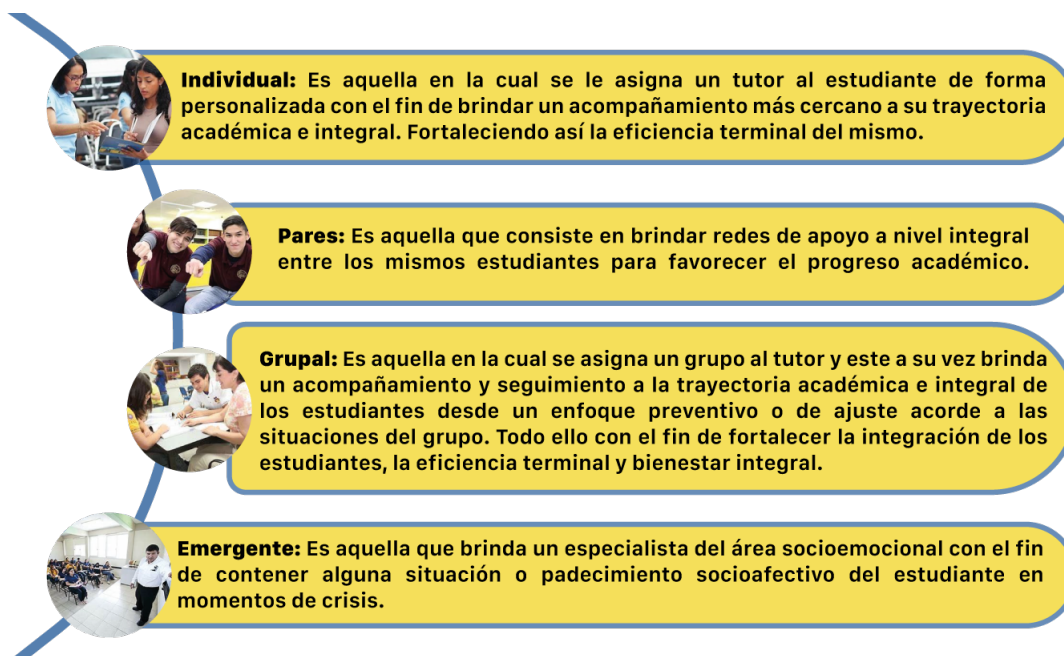 Individual: Es aquella en la cual se le asigna un tutor al estudiante de forma
personalizada con el fin de brindar un acompañamiento más cercano a su trayectoria
académica e integral. Fortaleciendo así la eficiencia terminal del mismo.
Pares: Es aquella que consiste en brindar redes de apoyo a nivel integral
entre los mismos estudiantes para favorecer el progreso académico.
Grupal: Es aquella en la cual se asigna un grupo al tutor y este a su vez brinda
un acompañamiento y seguimiento a la trayectoria académica e integral de
los estudiantes desde un enfoque preventivo o de ajuste acorde a las
situaciones del grupo. Todo ello con el fin de fortalecer la integración de los
estudiantes, la eficiencia terminal y bienestar integral.
Emergente: Es aquella que brinda un especialista del área socioemocional con el fin
de contener alguna situación o padecimiento socioafectivo del estudiante en
momentos de crisis.